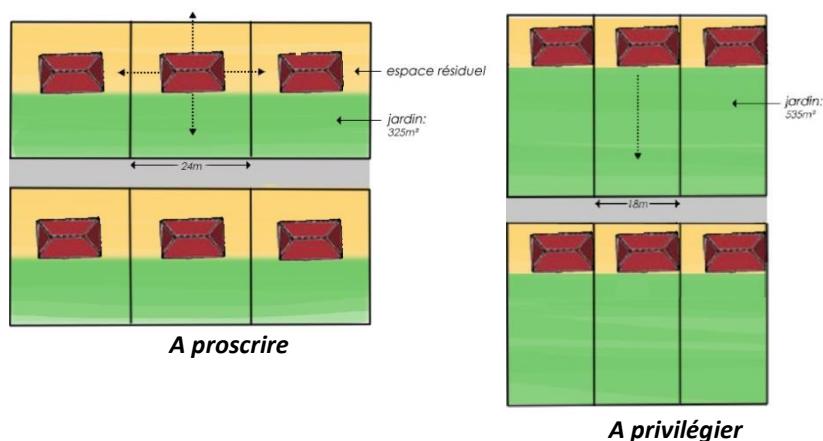 espace résiduel
jardin:
325m²
24m
A proscrire
jardin:
535m²
18m
A privilégier